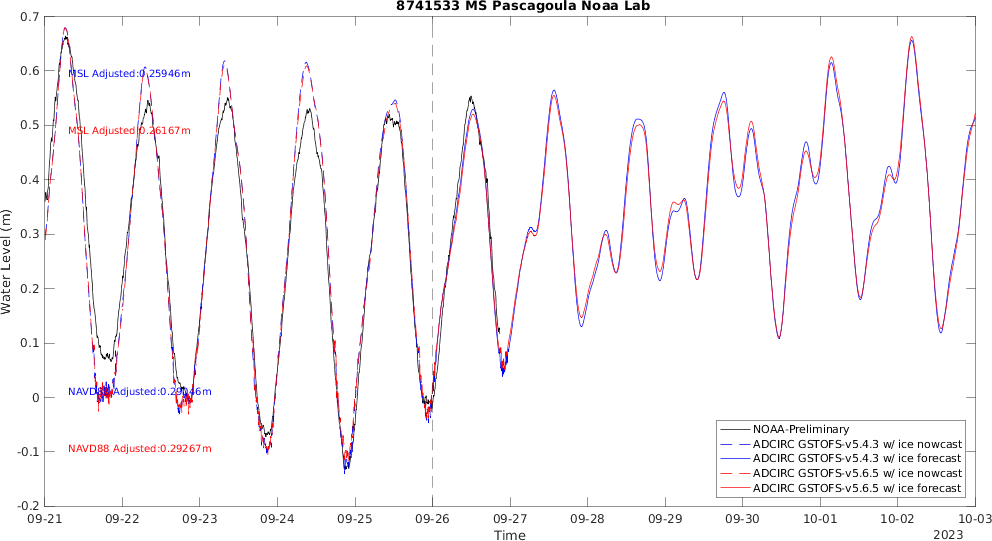 8741533 MS Pascagoula Noaa Lab
Water Level (m)
0.7
0.6
0.5
0.4
0.3
0.2
0.1
0
-0.1
-0.2
MSL Adjusted:0.25946m
MSL Adjusted:0.26167m
NAVD88 Adjusted:0.29046m
NAVD88 Adjusted:0.29267m
NOAA-Preliminary
ADCIRC GSTOFS-v5.4.3 w/ ice nowcast
ADCIRC GSTOFS-v5.4.3 w/ ice forecast
ADCIRC GSTOFS-v5.6.5 w/ ice nowcast
ADCIRC GSTOFS-v5.6.5 w/ ice forecast
09-21 09-22 09-23 09-24 09-25 09-26 09-27 09-28 09-29 09-30 10-01 10-02 10-03
Time
2023